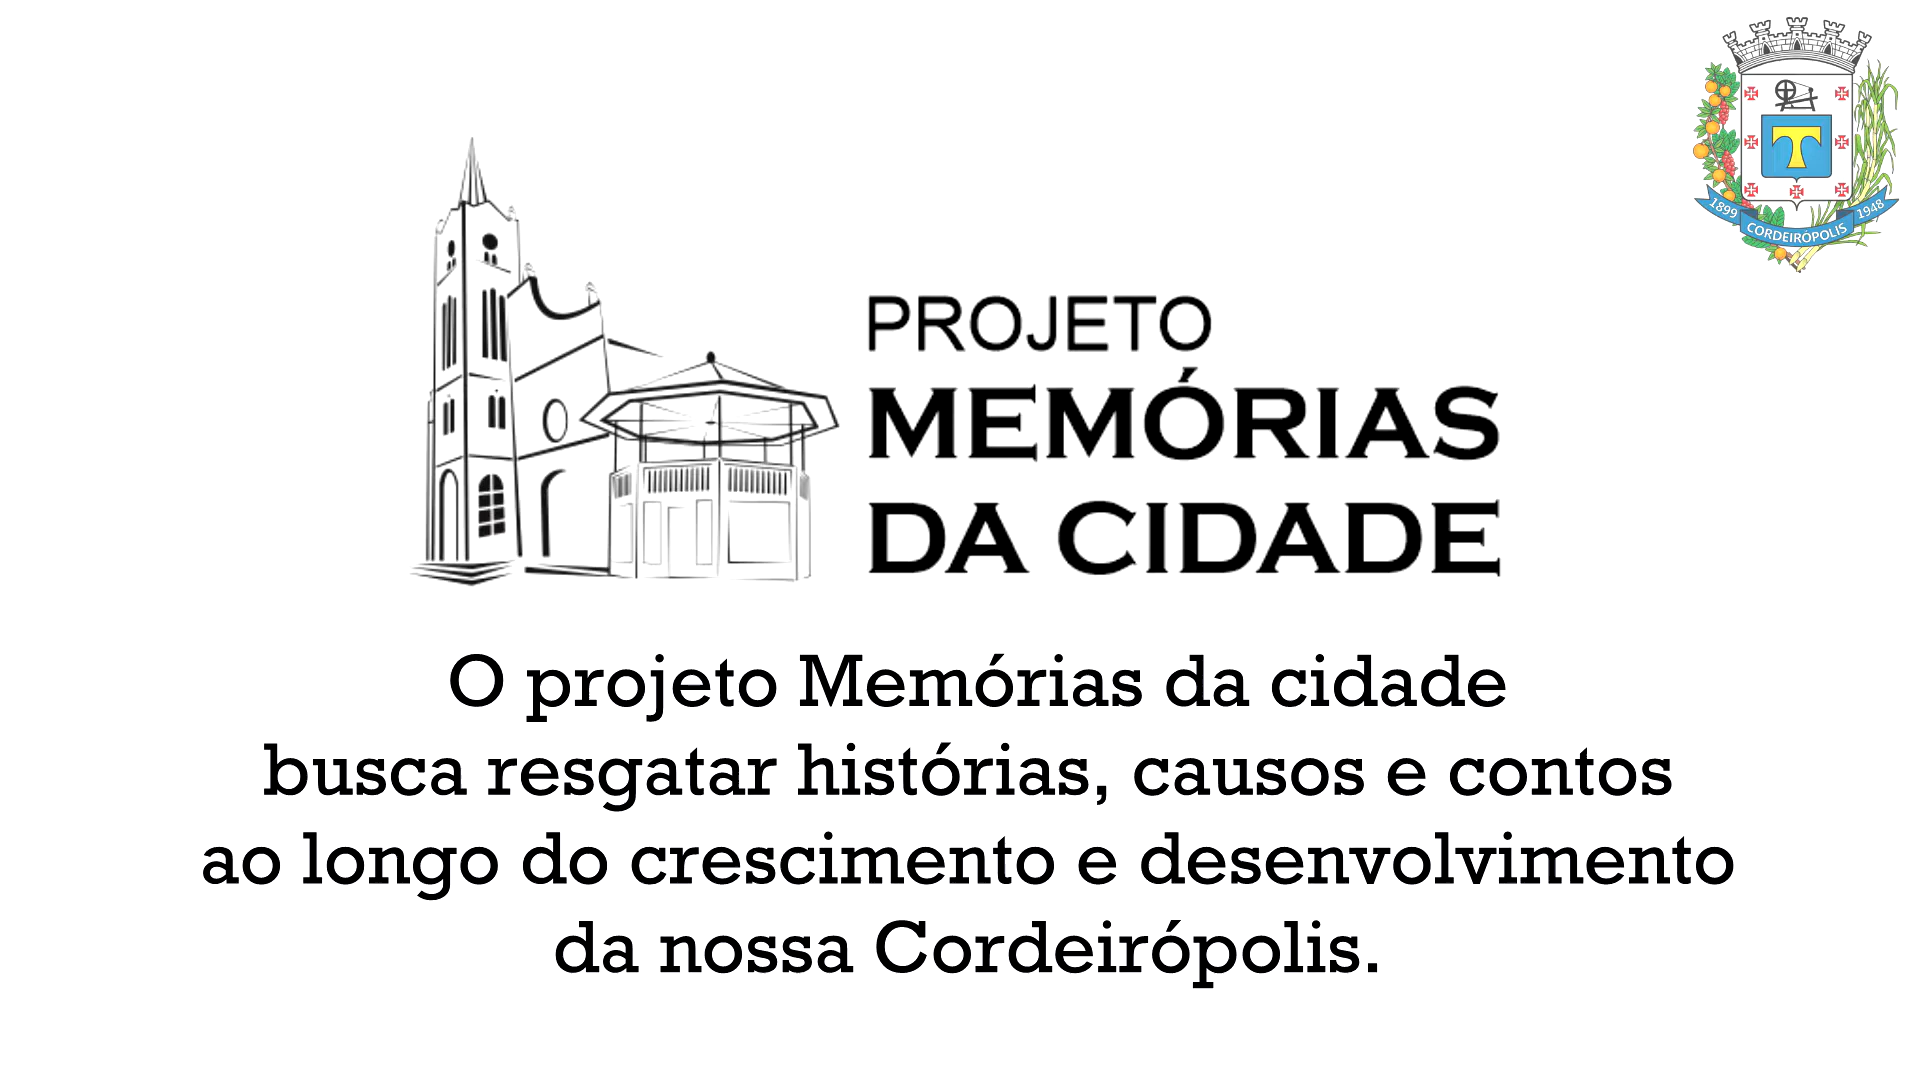 1899
CORDEIRÓPOLIS
1948
PROJETO
MEMÓRIAS
DA CIDADE
O projeto Memórias da cidade
busca resgatar histórias, causos e contos
ao longo do crescimento e desenvolvimento
da nossa Cordeirópolis.